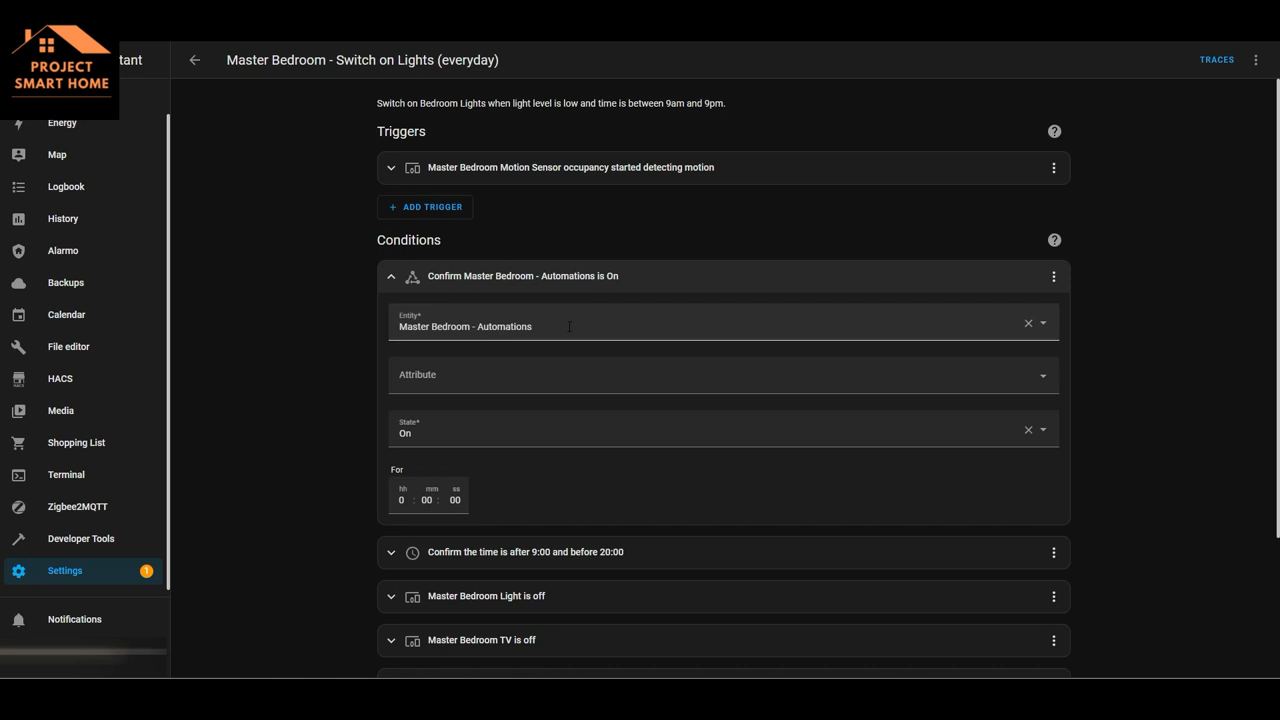 PROJECT
SMART HOME
tant
Master Bedroom - Switch on Lights (everyday)
TRACES
Energy
Map
Logbook
History
Alarmo
Backups
Calendar
File editor
HACS
Media
Shopping List
Terminal
Zigbee2MQTT
Developer Tools
Settings
1
Notifications
Switch on Bedroom Lights when light level is low and time is between 9am and 9pm.
Triggers
Master Bedroom Motion Sensor occupancy started detecting motion
+ ADD TRIGGER
Conditions
Confirm Master Bedroom - Automations is On
Entity*
Master Bedroom - Automations
Attribute
State*
On
For
hh mm ss
0 : 00 : 00
Confirm the time is after 9:00 and before 20:00
Master Bedroom Light is off
Master Bedroom TV is off